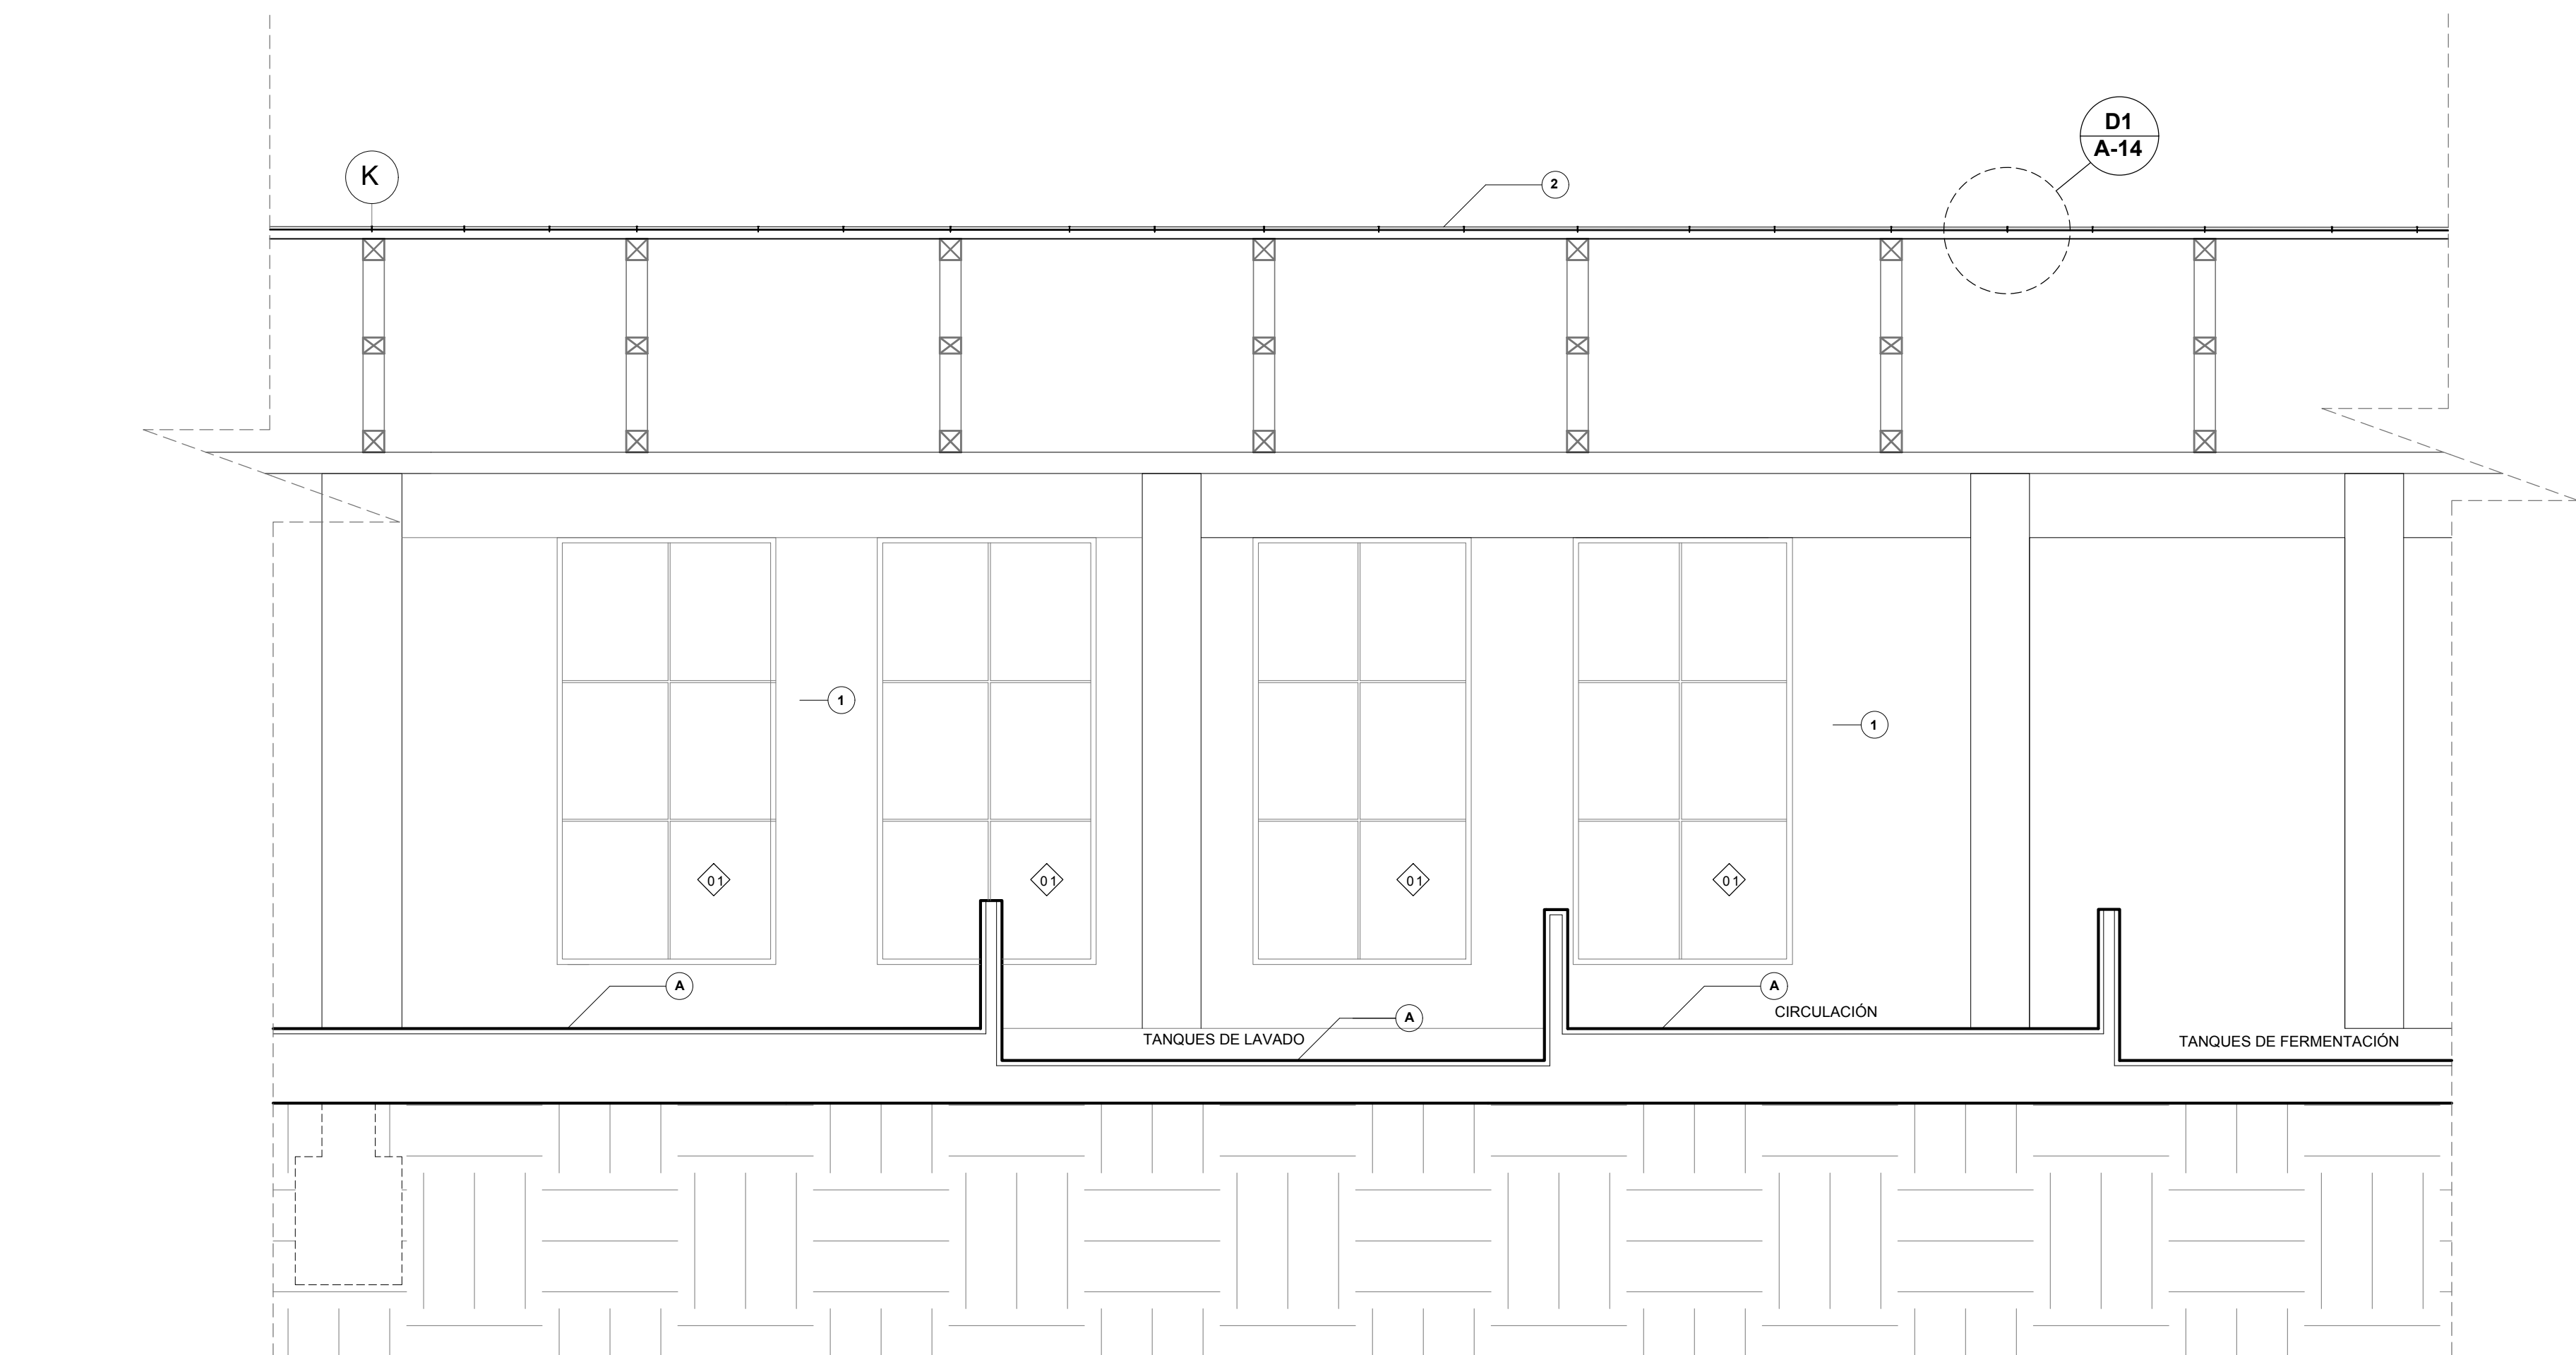 D1
A-14
K
2
1
1
01
01
01
01
A
A
CIRCULACIÓN
A
TANQUES DE LAVADO
TANQUES DE FERMENTACIÓN